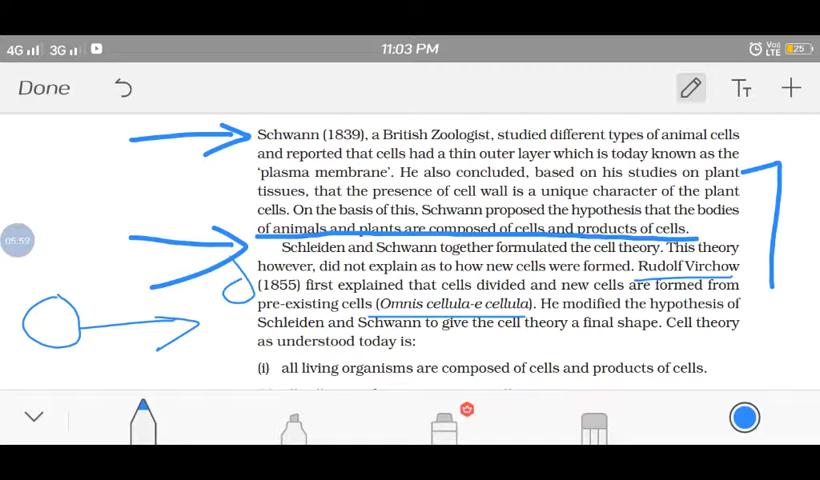 4G 3G 11:03 PM Vo) LTE 25
Done
Schwann (1839), a British Zoologist, studied different types of animal cells
and reported that cells had a thin outer layer which is today known as the
‘plasma membrane’. He also concluded, based on his studies on plant
tissues, that the presence of cell wall is a unique character of the plant
cells. On the basis of this, Schwann proposed the hypothesis that the bodies
of animals and plants are composed of cells and products of cells.
Schleiden and Schwann together formulated the cell theory. This theory
however, did not explain as to how new cells were formed. Rudolf Virchow
(1855) first explained that cells divided and new cells are formed from
pre-existing cells (Omnis cellula-e cellula). He modified the hypothesis of
Schleiden and Schwann to give the cell theory a final shape. Cell theory
as understood today is:
(i) all living organisms are composed of cells and products of cells.
05:59